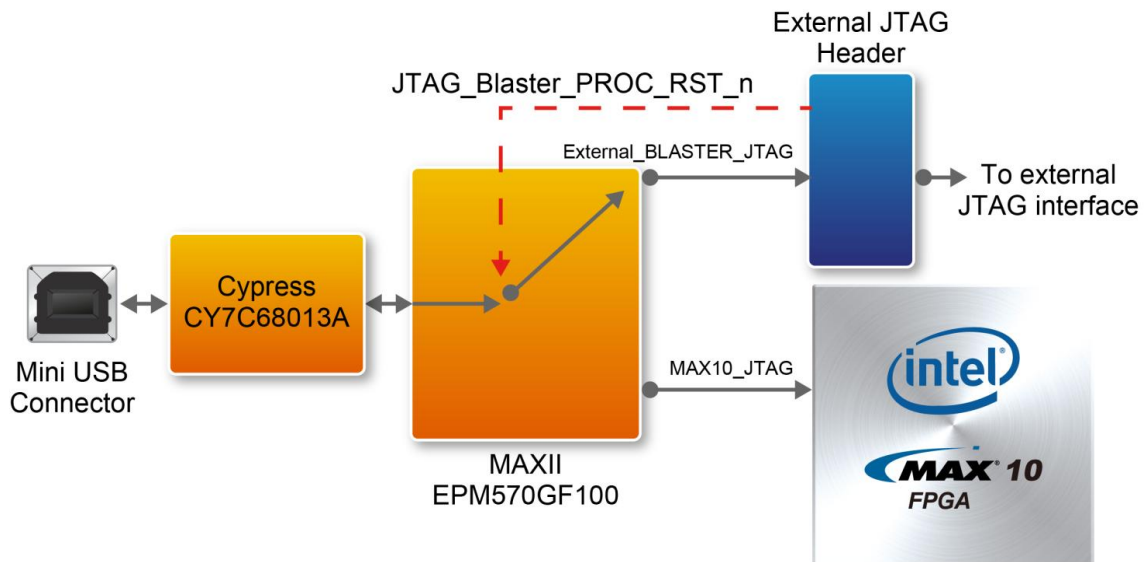 External JTAG
Header
JTAG_Blaster_PROC_RST_n
External_BLASTER_JTAG
To external
JTAG interface
Cypress
CY7C68013A
Mini USB
Connector
MAX10_JTAG
MAXII
EPM570GF100
intel®
MAX® 10
FPGA